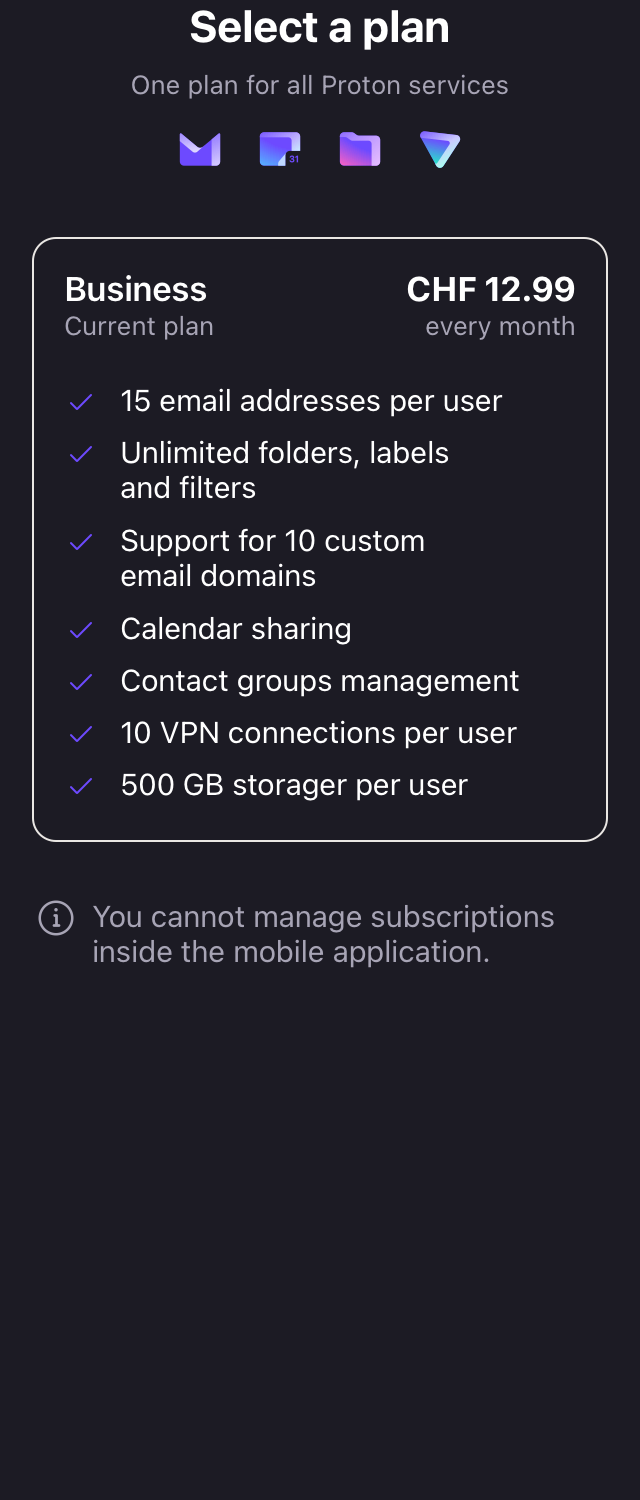 Select a plan
One plan for all Proton services
31
Business
CHF 12.99
Current plan
every month
15 email addresses per user
Unlimited folders, labels
and filters
Support for 10 custom
email domains
Calendar sharing
Contact groups management
10 VPN connections per user
500 GB storager per user
You cannot manage subscriptions
inside the mobile application.